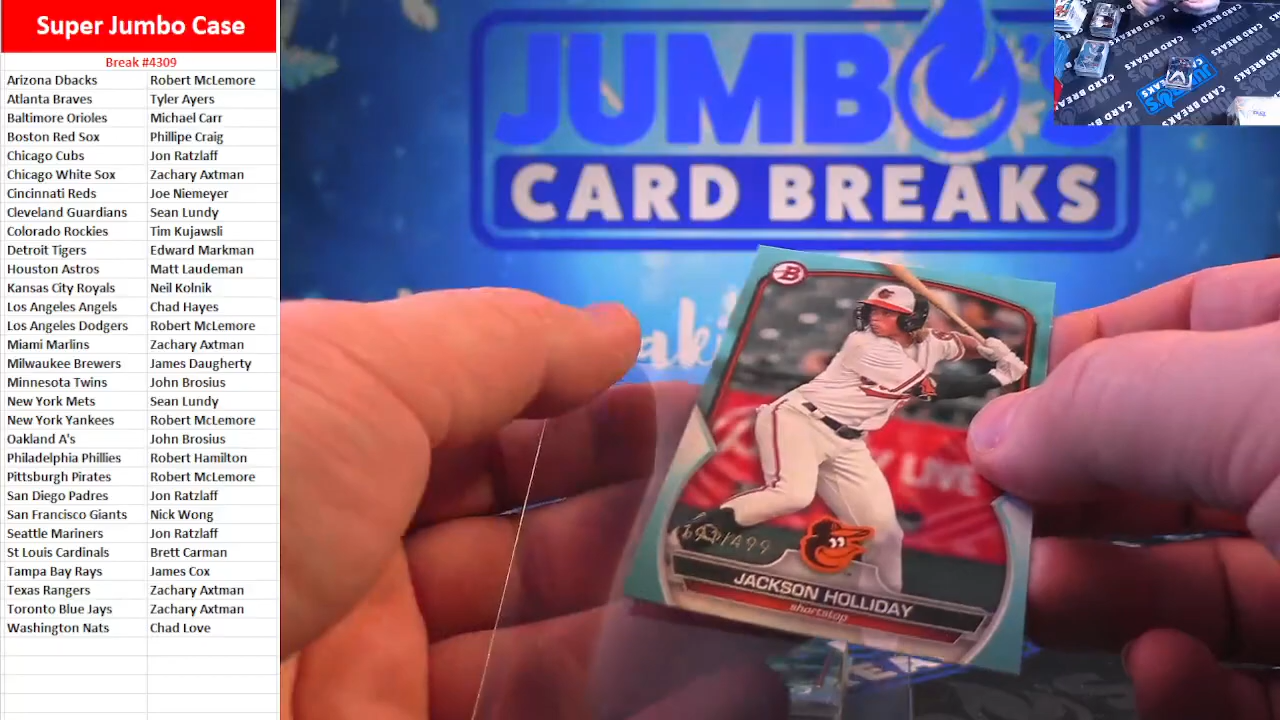 Super Jumbo Case
Break #4309
Arizona Dbacks Robert McLemore
Atlanta Braves Tyler Ayers
Baltimore Orioles Michael Carr
Boston Red Sox Phillipe Craig
Chicago Cubs Jon Ratzlaff
Chicago White Sox Zachary Axtman
Cincinnati Reds Joe Niemeyer
Cleveland Guardians Sean Lundy
Colorado Rockies Tim Kujawsli
Detroit Tigers Edward Markman
Houston Astros Matt Laudeman
Kansas City Royals Neil Kolnik
Los Angeles Angels Chad Hayes
Los Angeles Dodgers Robert McLemore
Miami Marlins Zachary Axtman
Milwaukee Brewers James Daugherty
Minnesota Twins John Brosius
New York Mets Sean Lundy
New York Yankees Robert McLemore
Oakland A's John Brosius
Philadelphia Phillies Robert Hamilton
Pittsburgh Pirates Robert McLemore
San Diego Padres Jon Ratzlaff
San Francisco Giants Nick Wong
Seattle Mariners Jon Ratzlaff
St Louis Cardinals Brett Carman
Tampa Bay Rays James Cox
Texas Rangers Zachary Axtman
Toronto Blue Jays Zachary Axtman
Washington Nats Chad Love
JUMBO'S
CARD BREAKS
B
LIVE
/499
JACKSON HOLLIDAY
shortstop
CARD BREAKS